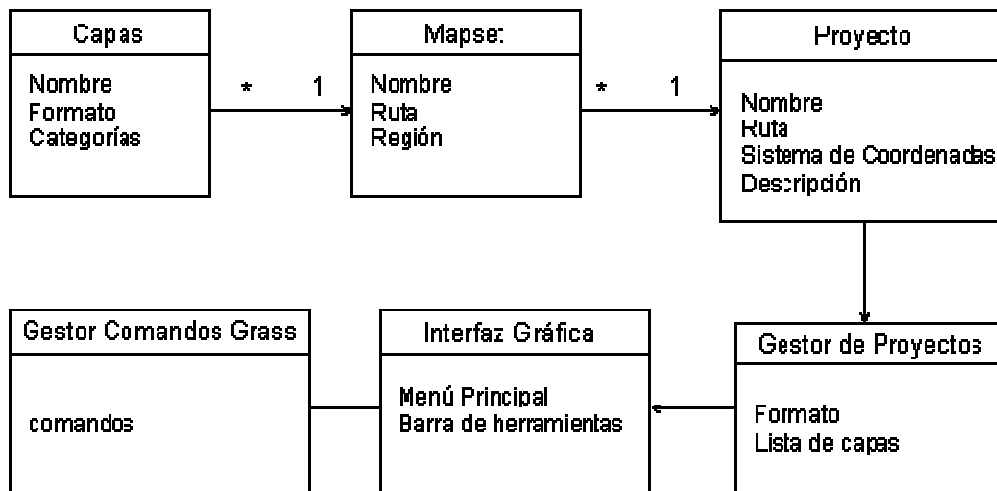 Capas
Nombre
Formato
Categorías
* 1
Mapset
Nombre
Ruta
Región
* 1
Proyecto
Nombre
Ruta
Sistema de Coordenadas
Descripción
Gestor Comandos Grass
comandos
Interfaz Gráfica
Menú Principal
Barra de herramientas
Gestor de Proyectos
Formato
Lista de capas